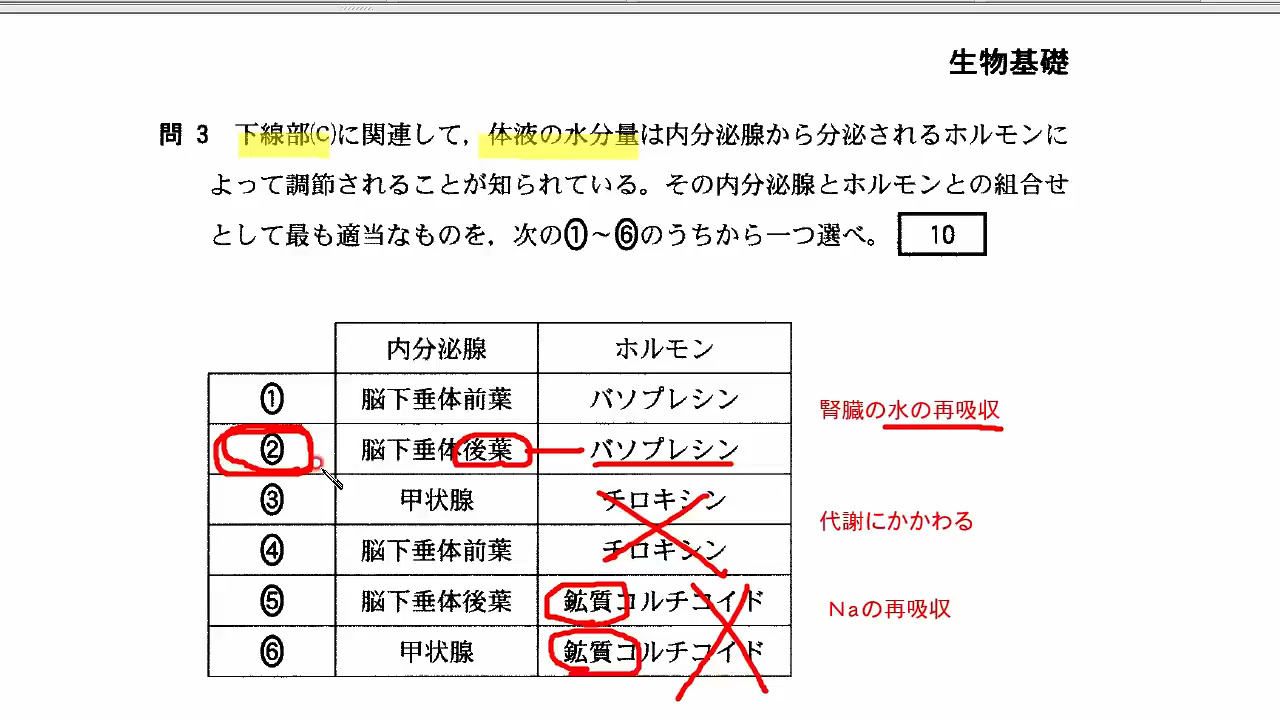 生物基礎
問 3 下線部(C)に関連して，体液の水分量は内分泌腺から分泌されるホルモンに
よって調節されることが知られている。その内分泌腺とホルモンとの組合せ
として最も適当なものを，次の①～⑥のうちから一つ選べ。 10
内分泌腺 ホルモン
① 脳下垂体前葉 バソプレシン 腎臓の水の再吸収
② 脳下垂体後葉 バソプレシン
③ 甲状腺 チロキシン 代謝にかかわる
④ 脳下垂体前葉 チロキシン
⑤ 脳下垂体後葉 鉱質コルチコイド Naの再吸収
⑥ 甲状腺 鉱質コルチコイド